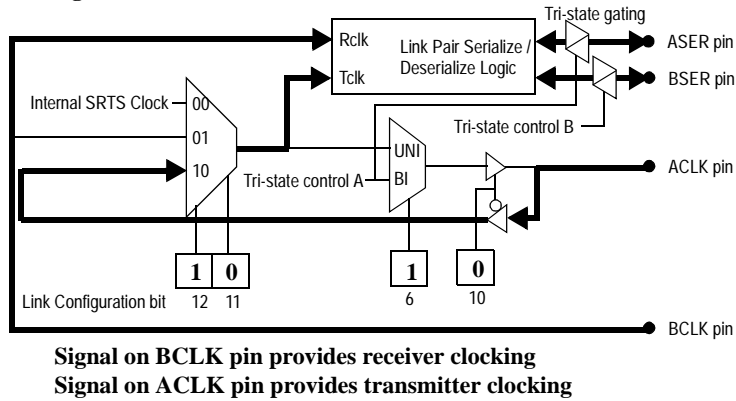 Tri-state gating
Rclk
Link Pair Serialize /
Deserialize Logic
ASER pin
Tclk
BSER pin
Internal SRTS Clock
00
01
10
Tri-state control B
UNI
Tri-state control A
BI
ACLK pin
1 0 1 0
Link Configuration bit 12 11 6 10
BCLK pin
Signal on BCLK pin provides receiver clocking
Signal on ACLK pin provides transmitter clocking